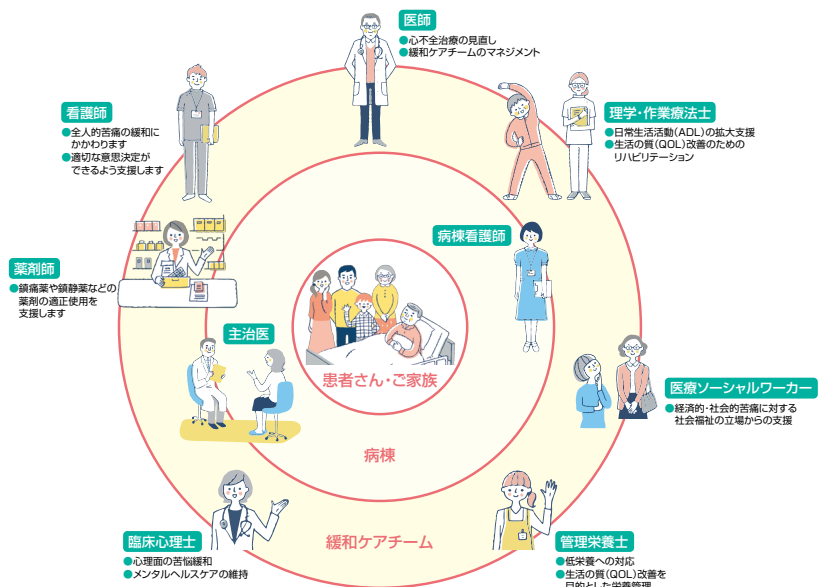 医師
●心不全治療の見直し
●緩和ケアチームのマネジメント
看護師
●全人的苦痛の緩和に
かかわります
●適切な意思決定が
できるよう支援します
理学・作業療法士
●日常生活活動(ADL)の拡大支援
●生活の質(QOL)改善のための
リハビリテーション
病棟看護師
薬剤師
●鎮痛薬や鎮静薬などの
薬剤の適正使用を
支援します
主治医
患者さん・ご家族
医療ソーシャルワーカー
●経済的・社会的苦痛に対する
社会福祉の立場からの支援
病棟
緩和ケアチーム
臨床心理士
●心理面の苦悩緩和
●メンタルヘルスケアの維持
管理栄養士
●低栄養への対応
●生活の質(QOL)改善を
目的とした栄養管理